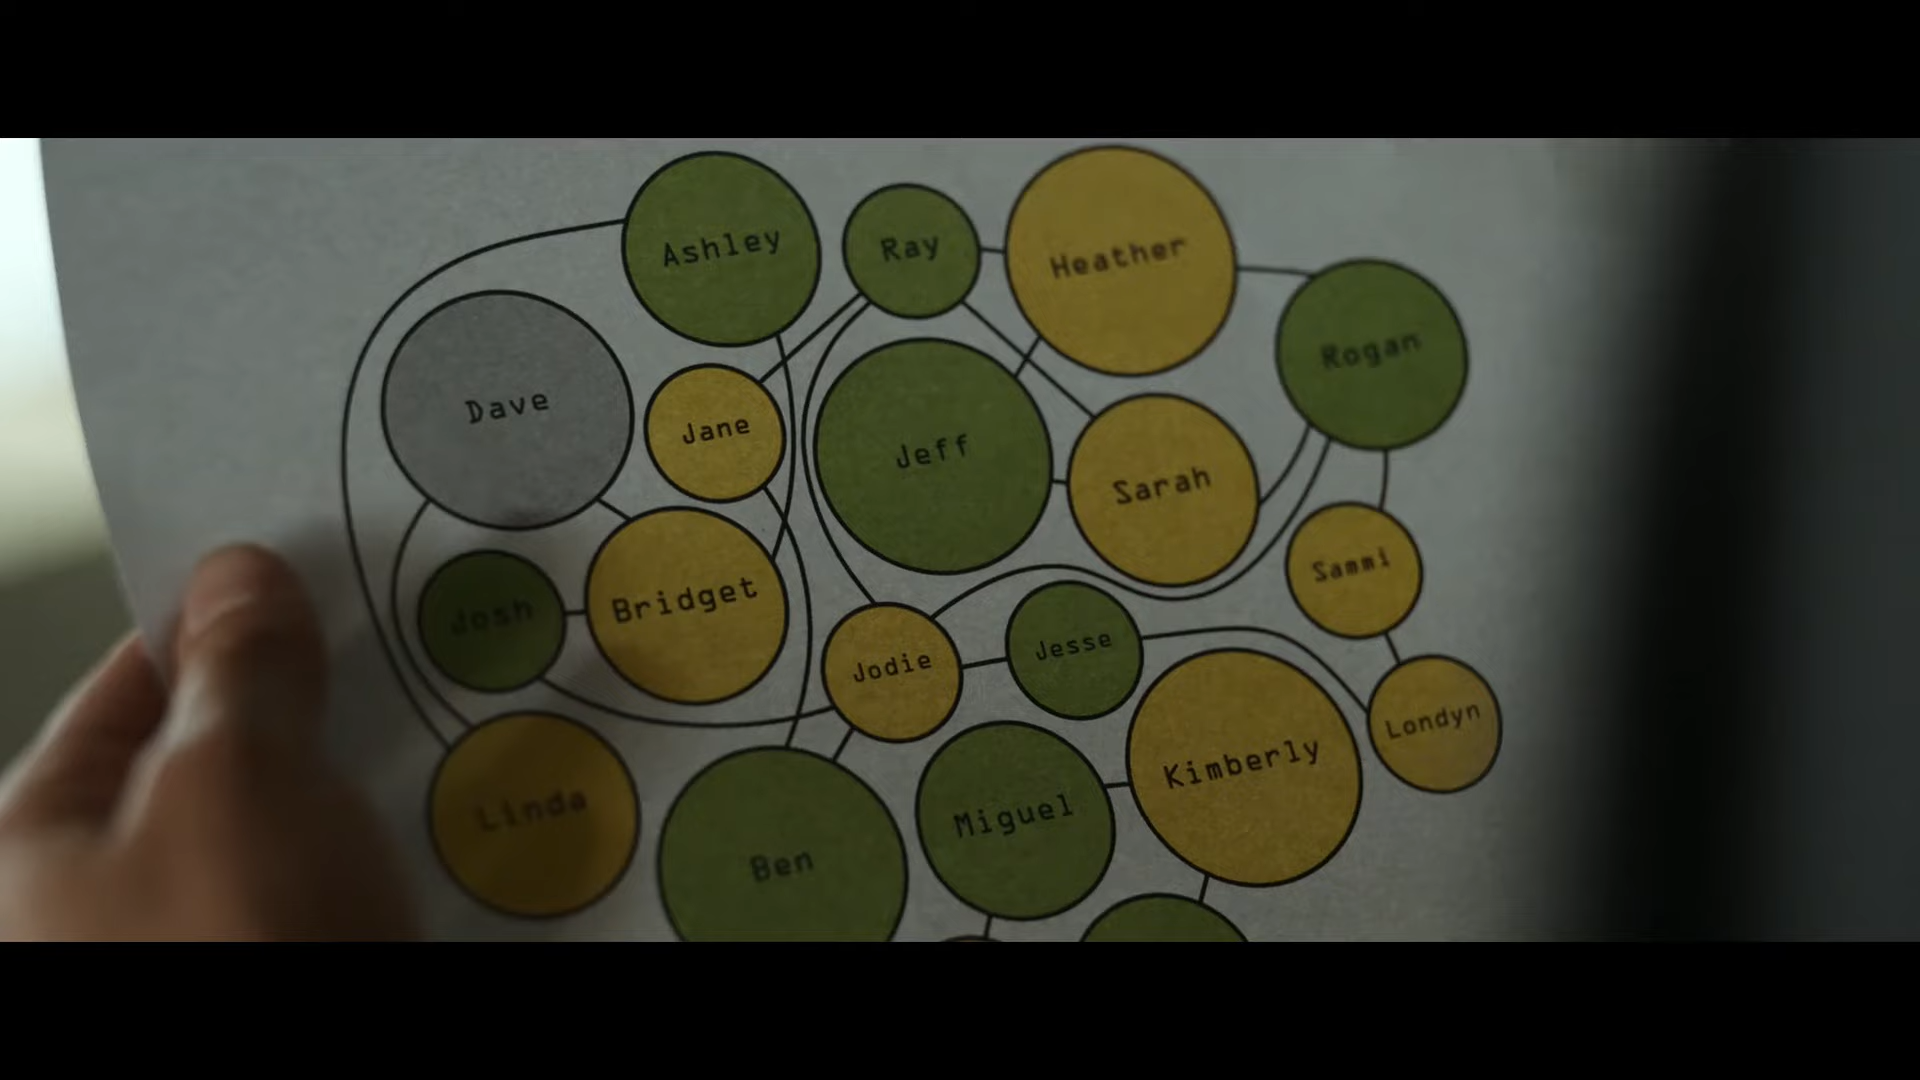 Ashley
Ray
Heather
Rogan
Dave
Jane
Jeff
Sarah
Sammi
Josh
Bridget
Jodie
Jesse
Londyn
Kimberly
Linda
Miguel
Ben